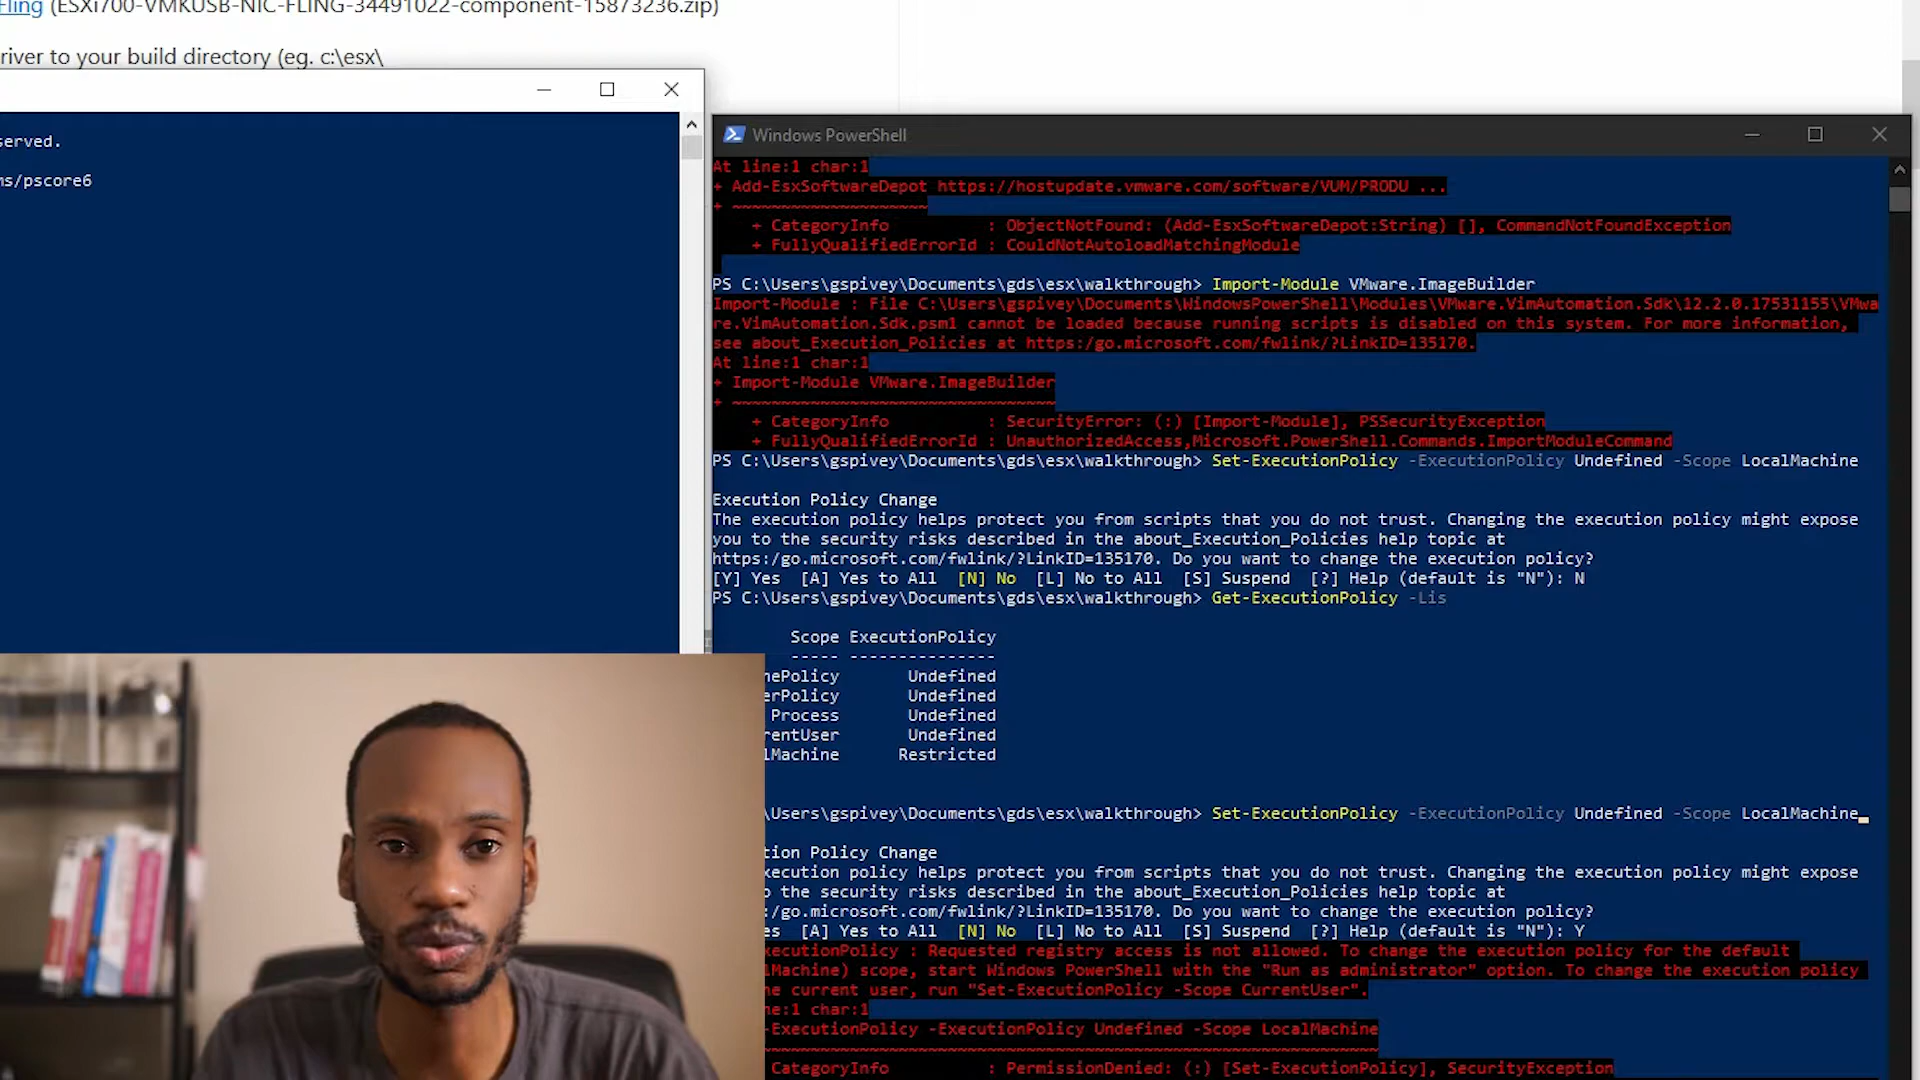 Fling (ESXi700-VMKUSB-NIC-FLING-34491022-component-15873236.zip)
river to your build directory (eg. c:\esx\
erved.
ms/pscore6
Windows PowerShell
At line:1 char:1
+ Add-EsxSoftwareDepot https://hostupdate.vmware.com/software/VUM/PRODU ...
+ ~~~~~~~~~~~~~~~~~~~~
+ CategoryInfo : ObjectNotFound: (Add-EsxSoftwareDepot:String) [], CommandNotFoundException
+ FullyQualifiedErrorId : CouldNotAutoloadMatchingModule
PS C:\Users\gspivey\Documents\gds\esx\walkthrough> Import-Module VMware.ImageBuilder
Import-Module : File C:\Users\gspivey\Documents\WindowsPowerShell\Modules\VMware.VimAutomation.Sdk\12.2.0.17531155\VMwa
re.VimAutomation.Sdk.psm1 cannot be loaded because running scripts is disabled on this system. For more information,
see about_Execution_Policies at https:/go.microsoft.com/fwlink/?LinkID=135170.
At line:1 char:1
+ Import-Module VMware.ImageBuilder
+ ~~~~~~~~~~~~~~~~~~~~~~~~~~~~~~~~~
+ CategoryInfo : SecurityError: (:) [Import-Module], PSSecurityException
+ FullyQualifiedErrorId : UnauthorizedAccess,Microsoft.PowerShell.Commands.ImportModuleCommand
PS C:\Users\gspivey\Documents\gds\esx\walkthrough> Set-ExecutionPolicy -ExecutionPolicy Undefined -Scope LocalMachine
Execution Policy Change
The execution policy helps protect you from scripts that you do not trust. Changing the execution policy might expose
you to the security risks described in the about_Execution_Policies help topic at
https:/go.microsoft.com/fwlink/?LinkID=135170. Do you want to change the execution policy?
[Y] Yes [A] Yes to All [N] No [L] No to All [S] Suspend [?] Help (default is "N"): N
PS C:\Users\gspivey\Documents\gds\esx\walkthrough> Get-ExecutionPolicy -Lis
Scope ExecutionPolicy
----- ---------------
nePolicy Undefined
erPolicy Undefined
Process Undefined
rentUser Undefined
lMachine Restricted
\Users\gspivey\Documents\gds\esx\walkthrough> Set-ExecutionPolicy -ExecutionPolicy Undefined -Scope LocalMachine
tion Policy Change
xecution policy helps protect you from scripts that you do not trust. Changing the execution policy might expose
o the security risks described in the about_Execution_Policies help topic at
:/go.microsoft.com/fwlink/?LinkID=135170. Do you want to change the execution policy?
es [A] Yes to All [N] No [L] No to All [S] Suspend [?] Help (default is "N"): Y
xecutionPolicy : Requested registry access is not allowed. To change the execution policy for the default
lMachine) scope, start Windows PowerShell with the "Run as administrator" option. To change the execution policy
he current user, run "Set-ExecutionPolicy -Scope CurrentUser".
ne:1 char:1
-ExecutionPolicy -ExecutionPolicy Undefined -Scope LocalMachine
~~~~~~~~~~~~~~~~~~~~~~~~~~~~~~~~~~~~~~~~~~~~~~~~~~~~~~~~~~~~~~~
CategoryInfo : PermissionDenied: (:) [Set-ExecutionPolicy], SecurityException